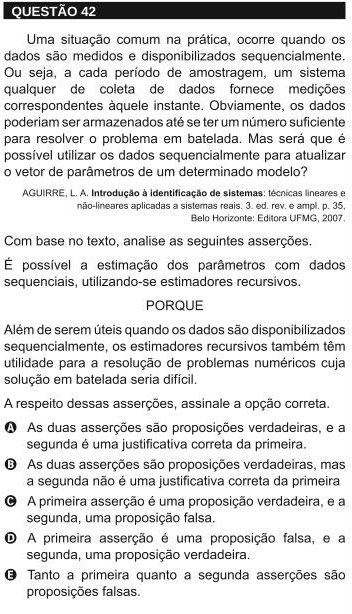 QUESTÃO 42
Uma situação comum na prática, ocorre quando os
dados são medidos e disponibilizados sequencialmente.
Ou seja, a cada período de amostragem, um sistema
qualquer de coleta de dados fornece medições
correspondentes àquele instante. Obviamente, os dados
poderiam ser armazenados até se ter um número suficiente
para resolver o problema em batelada. Mas será que é
possível utilizar os dados sequencialmente para atualizar
o vetor de parâmetros de um determinado modelo?
AGUIRRE, L. A. Introdução à identificação de sistemas: técnicas lineares e
não-lineares aplicadas a sistemas reais. 3. ed. rev. e ampl. p. 35,
Belo Horizonte: Editora UFMG, 2007.
Com base no texto, analise as seguintes asserções.
É possível a estimação dos parâmetros com dados
sequenciais, utilizando-se estimadores recursivos.
PORQUE
Além de serem úteis quando os dados são disponibilizados
sequencialmente, os estimadores recursivos também têm
utilidade para a resolução de problemas numéricos cuja
solução em batelada seria difícil.
A respeito dessas asserções, assinale a opção correta.
A As duas asserções são proposições verdadeiras, e a
segunda é uma justificativa correta da primeira.
B As duas asserções são proposições verdadeiras, mas
a segunda não é uma justificativa correta da primeira
C A primeira asserção é uma proposição verdadeira, e a
segunda, uma proposição falsa.
D A primeira asserção é uma proposição falsa, e a
segunda, uma proposição verdadeira.
E Tanto a primeira quanto a segunda asserções são
proposições falsas.